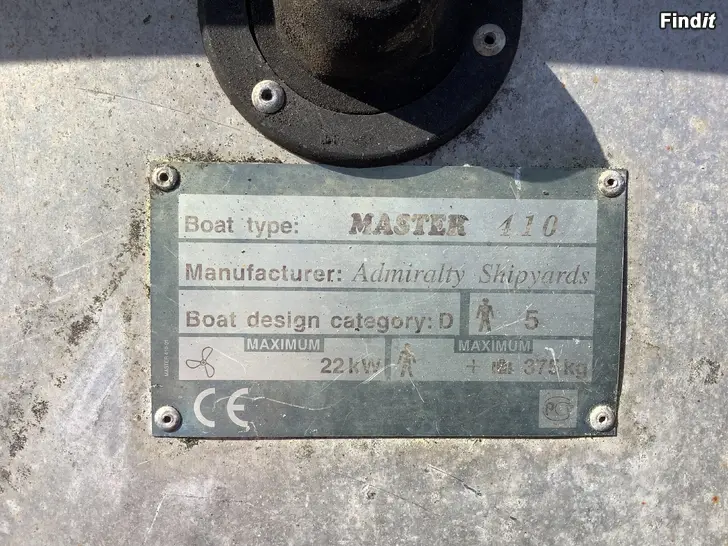 Findit
Boat type: MASTER 410
Manufacturer: Admiralty Shipyards
Boat design category: D 5
MAXIMUM MAXIMUM
22 kW + 375 kg
CE
PCT